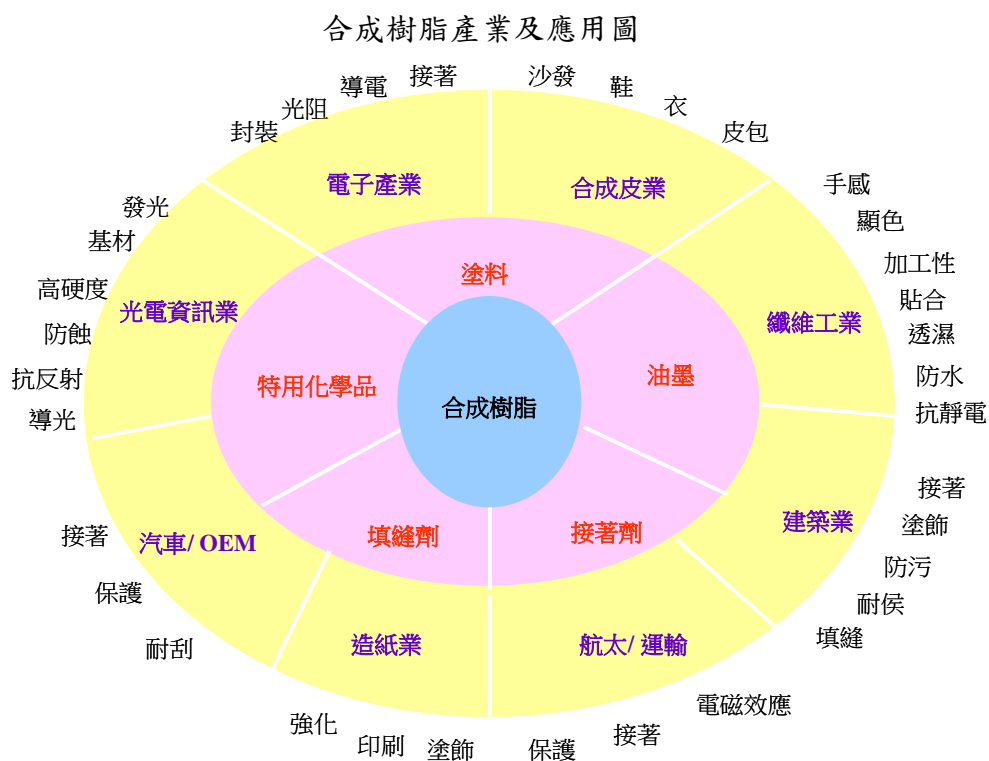 合成樹脂產業及應用圖
接著
沙發
導電
鞋
光阻
衣
封裝
皮包
電子產業
合成皮業
手感
發光
顯色
基材
加工性
塗料
高硬度
貼合
光電資訊業
纖維工業
防蝕
透濕
抗反射
特用化學品
油墨
防水
導光
合成樹脂
抗靜電
接著
建築業
塗飾
接著
汽車/ OEM
填縫劑
接著劑
防污
保護
耐侯
耐刮
造紙業
航太/ 運輸
填縫
電磁效應
強化
印刷
塗飾
保護
接著